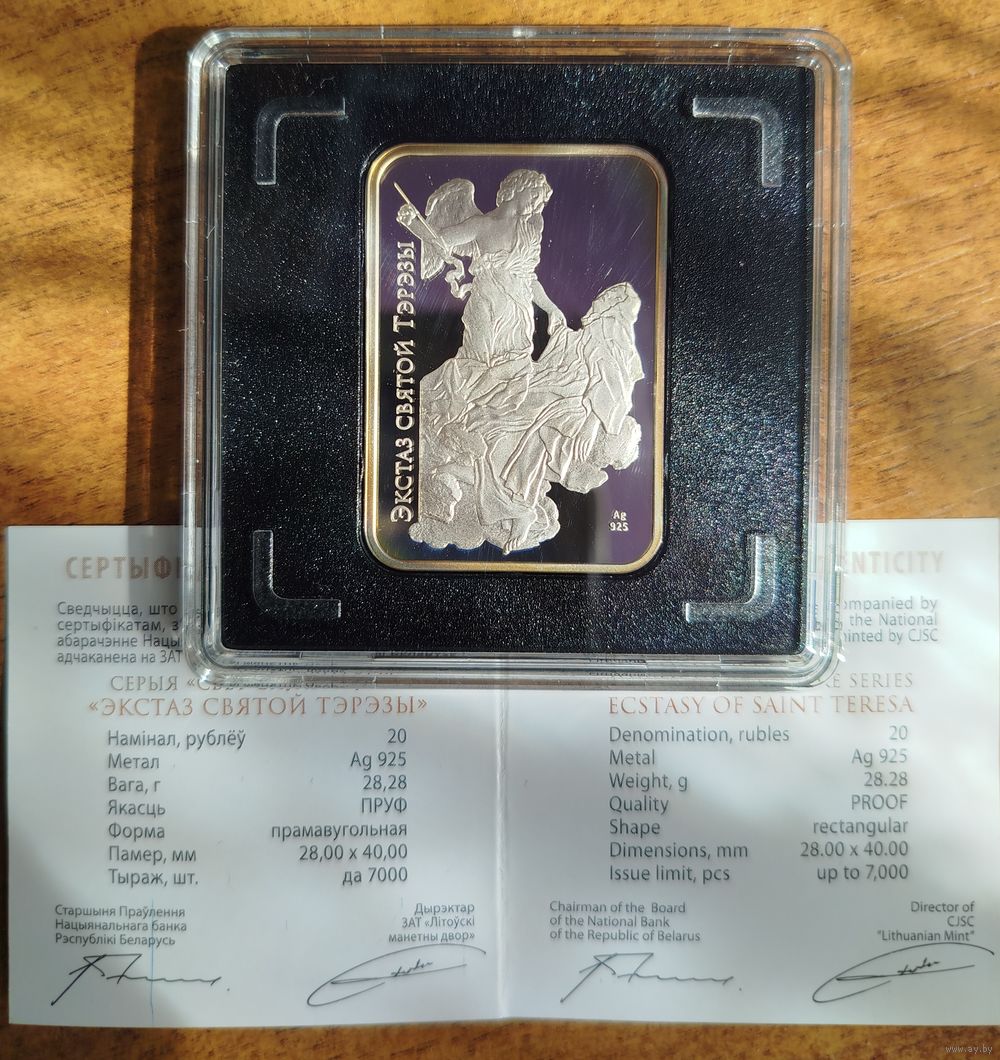 ЭКСТАЗ СВЯТОЙ ТЭРЭЗЫ
Ag
925
СЕРТЫФІ
Сведчыцца, што
сертыфікатам, з
абарачэнне Нацы
адчаканена на ЗАТ
СЕРЫЯ
«ЭКСТАЗ СВЯТОЙ ТЭРЭЗЫ»
Намінал, рублёў 20
Метал Ag 925
Вага, г 28,28
Якасць ПРУФ
Форма прамавугольная
Памер, мм 28,00 x 40,00
Тыраж, шт. да 7000
Старшыня Праўлення
Нацыянальнага банка
Рэспублікі Беларусь
Дырэктар
ЗАТ «Літоўскі
манетны двор»
ENTICITY
ompanied by
the National
minted by CJSC
RE SERIES
ECSTASY OF SAINT TERESA
Denomination, rubles 20
Metal Ag 925
Weight, g 28.28
Quality PROOF
Shape rectangular
Dimensions, mm 28.00 x 40.00
Issue limit, pcs up to 7,000
Chairman of the Board
of the National Bank
of the Republic of Belarus
Director of
CJSC
"Lithuanian Mint"
www.ay.by